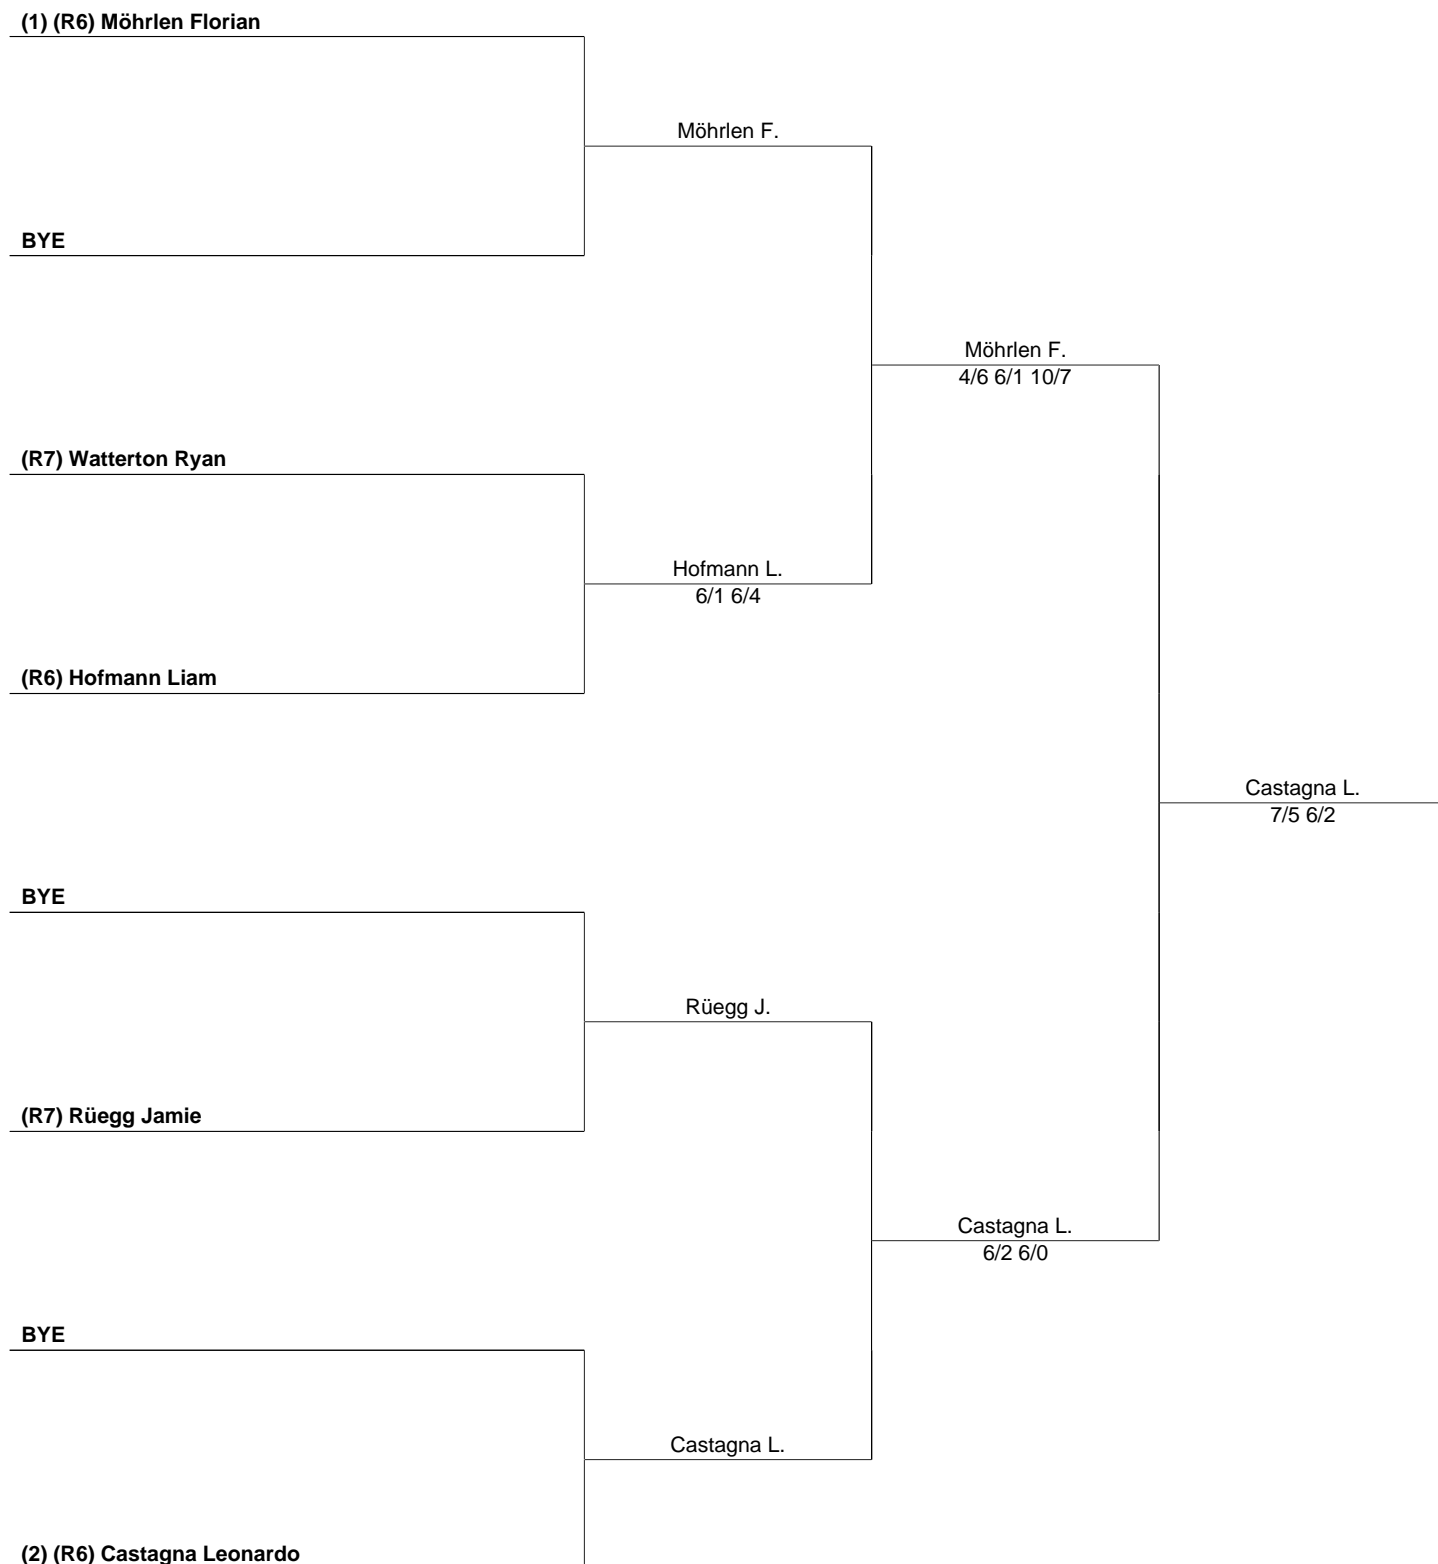 (1) (R6) Möhrlen Florian
Möhrlen F.
BYE
Möhrlen F.
4/6 6/1 10/7
(R7) Watterton Ryan
Hofmann L.
6/1 6/4
(R6) Hofmann Liam
Castagna L.
7/5 6/2
BYE
Rüegg J.
(R7) Rüegg Jamie
Castagna L.
6/2 6/0
BYE
Castagna L.
(2) (R6) Castagna Leonardo